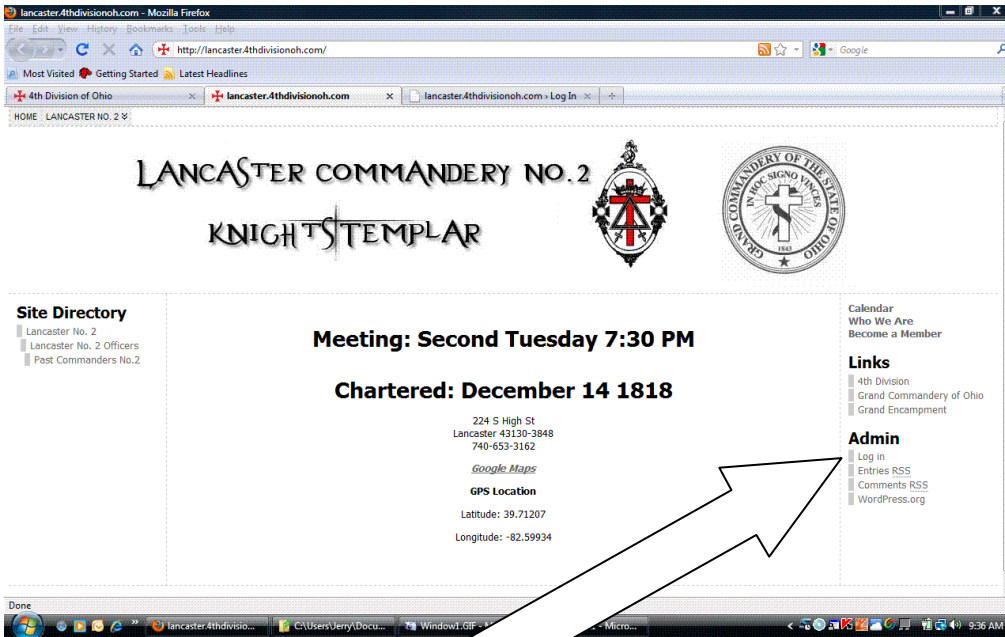 lancaster.4thdivisionoh.com - Mozilla Firefox
File Edit View History Bookmarks Tools Help
http://lancaster.4thdivisionoh.com/
Google
Most Visited Getting Started Latest Headlines
4th Division of Ohio
lancaster.4thdivisionoh.com
lancaster.4thdivisionoh.com › Log In
HOME LANCASTER NO. 2
LANCASTER COMMANDERY NO.2
KNIGHTSTEMPLAR
GRAND COMMANDERY OF THE STATE OF OHIO
IN HOC SIGNO VINCES
1843
Site Directory
Lancaster No. 2
Lancaster No. 2 Officers
Past Commanders No.2
Meeting: Second Tuesday 7:30 PM
Chartered: December 14 1818
224 S High St
Lancaster 43130-3848
740-653-3162
Google Maps
GPS Location
Latitude: 39.71207
Longitude: -82.59934
Calendar
Who We Are
Become a Member
Links
4th Division
Grand Commandery of Ohio
Grand Encampment
Admin
Log in
Entries RSS
Comments RSS
WordPress.org
Done
lancaster.4thdivisio... C:\Users\Jerry\Docu... Window1.GIF - - Micro... 9:36 AM